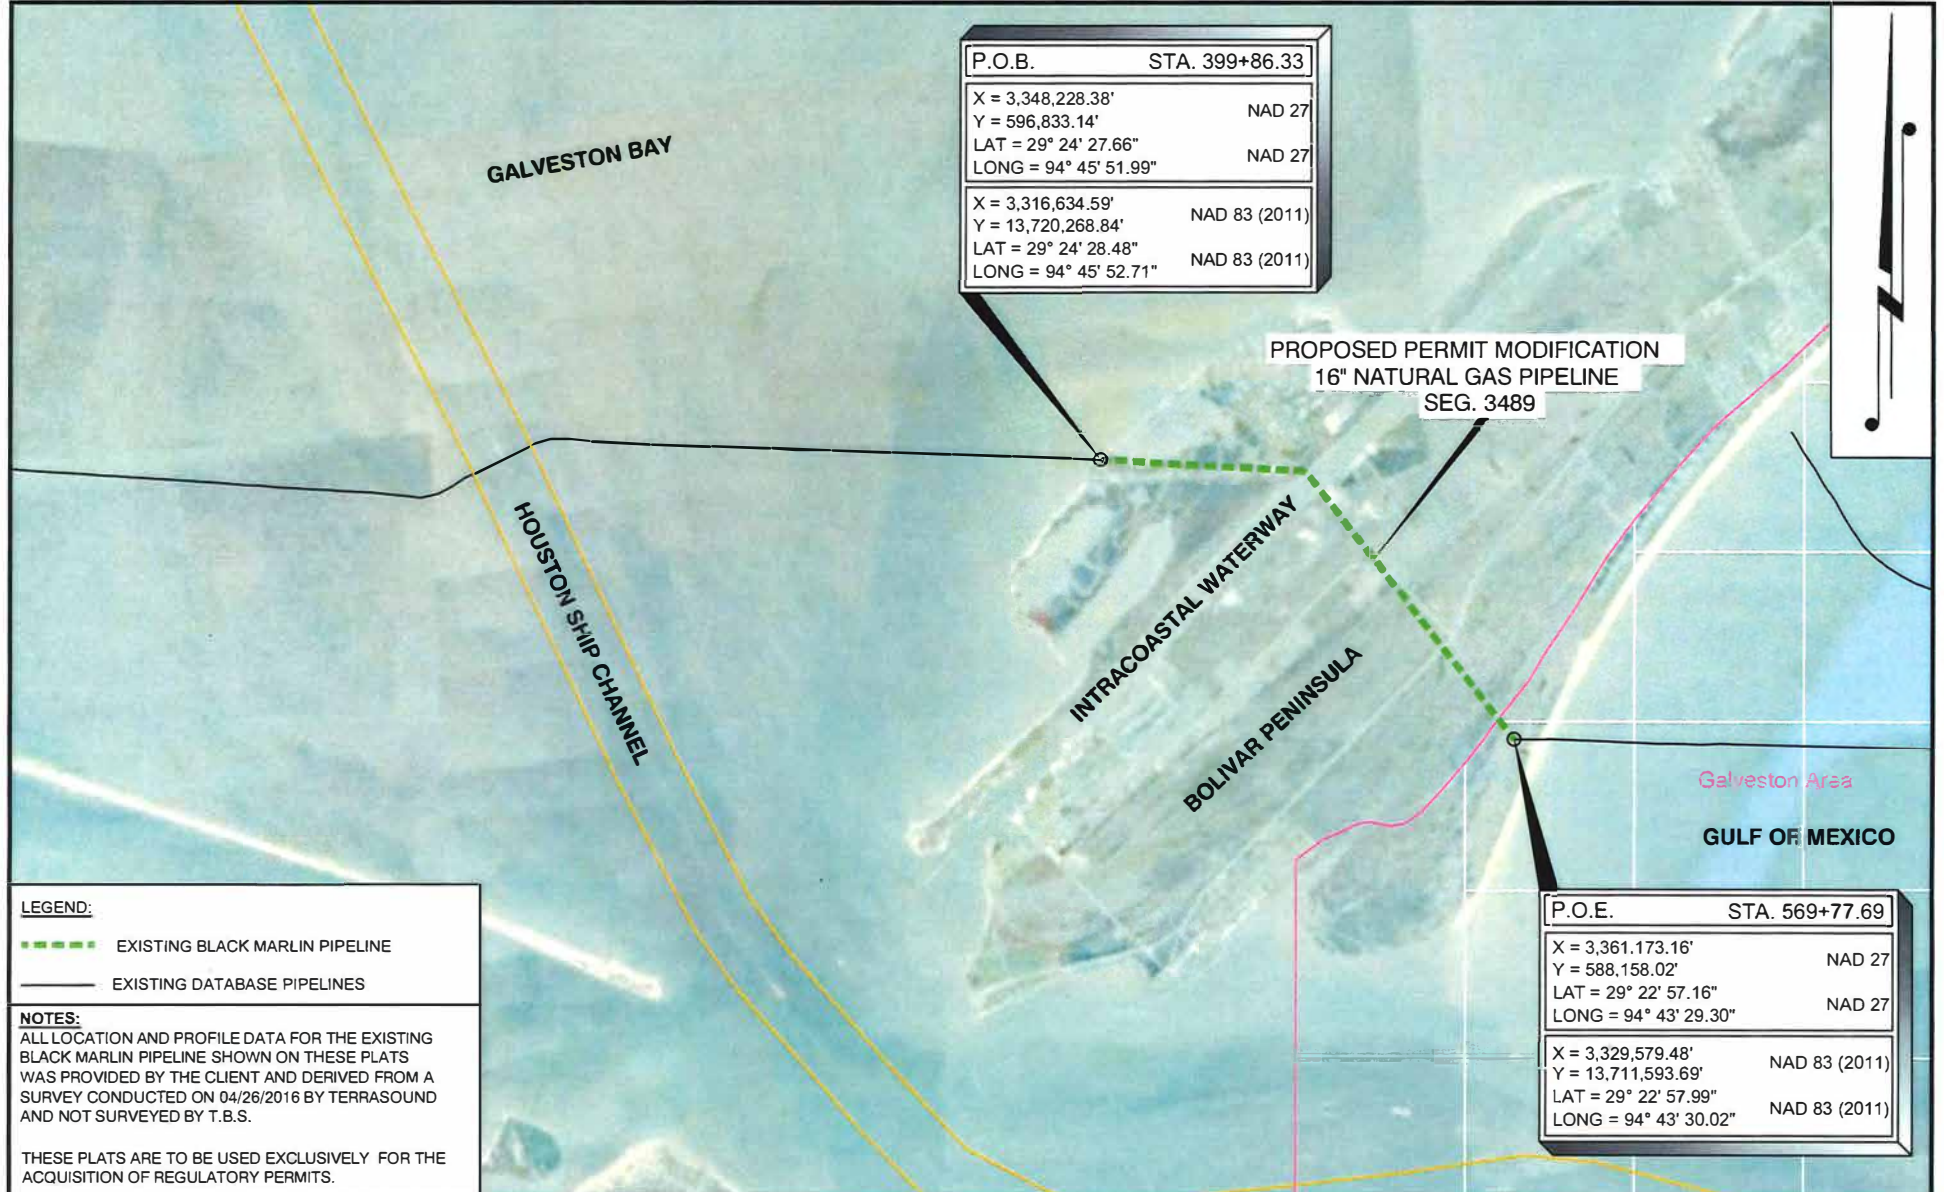 P.O.B. STA. 399+86.33
X = 3,348,228.38'
Y = 596,833.14'
NAD 27
LAT = 29° 24' 27.66"
LONG = 94° 45' 51.99"
NAD 27
X = 3,316,634.59'
Y = 13,720,268.84'
NAD 83 (2011)
LAT = 29° 24' 28.48"
LONG = 94° 45' 52.71"
NAD 83 (2011)
GALVESTON BAY
PROPOSED PERMIT MODIFICATION
16" NATURAL GAS PIPELINE
SEG. 3489
HOUSTON SHIP CHANNEL
INTRACOASTAL WATERWAY
BOLIVAR PENINSULA
Galveston Area
GULF OF MEXICO
P.O.E. STA. 569+77.69
X = 3,361.173.16'
Y = 588,158.02'
NAD 27
LAT = 29° 22' 57.16"
LONG = 94° 43' 29.30"
NAD 27
X = 3,329,579.48'
Y = 13,711,593.69'
NAD 83 (2011)
LAT = 29° 22' 57.99"
LONG = 94° 43' 30.02"
NAD 83 (2011)
LEGEND:
EXISTING BLACK MARLIN PIPELINE
EXISTING DATABASE PIPELINES
NOTES:
ALL LOCATION AND PROFILE DATA FOR THE EXISTING
BLACK MARLIN PIPELINE SHOWN ON THESE PLATS
WAS PROVIDED BY THE CLIENT AND DERIVED FROM A
SURVEY CONDUCTED ON 04/26/2016 BY TERRASOUND
AND NOT SURVEYED BY T.B.S.
THESE PLATS ARE TO BE USED EXCLUSIVELY FOR THE
ACQUISITION OF REGULATORY PERMITS.